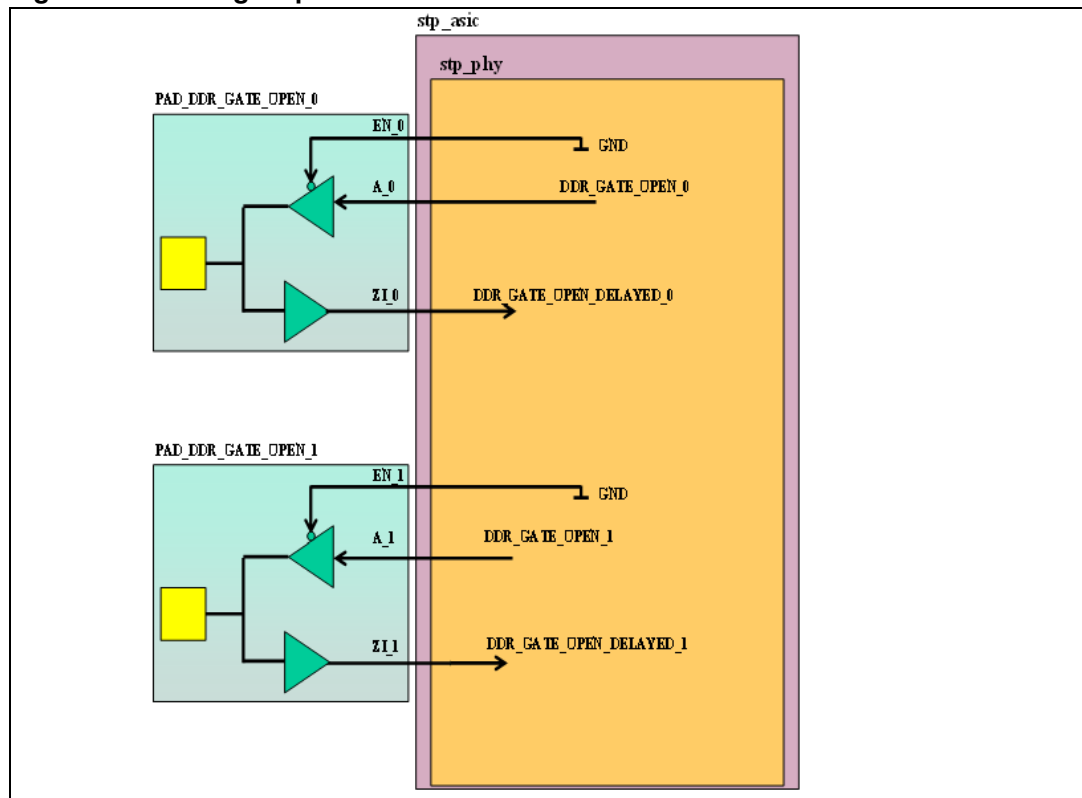 stp_asic
stp_phy
PAD_DDR_GATE_OPEN_0
EN_0
GND
A_0
DDR_GATE_OPEN_0
ZI_0
DDR_GATE_OPEN_DELAYED_0
PAD_DDR_GATE_OPEN_1
EN_1
GND
A_1
DDR_GATE_OPEN_1
ZI_1
DDR_GATE_OPEN_DELAYED_1